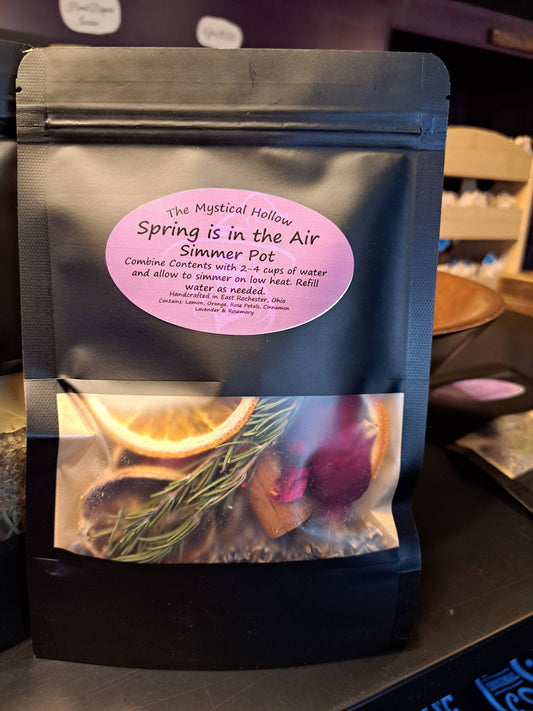 The Mystical Hollow
Spring is in the Air
Simmer Pot
Combine Contents with 2-4 cups of water
and allow to simmer on low heat. Refill
water as needed.
Handcrafted in East Rochester, Ohio
Contains: Lemon, Orange, Rose Petals, Cinnamon
Lavender & Rosemary